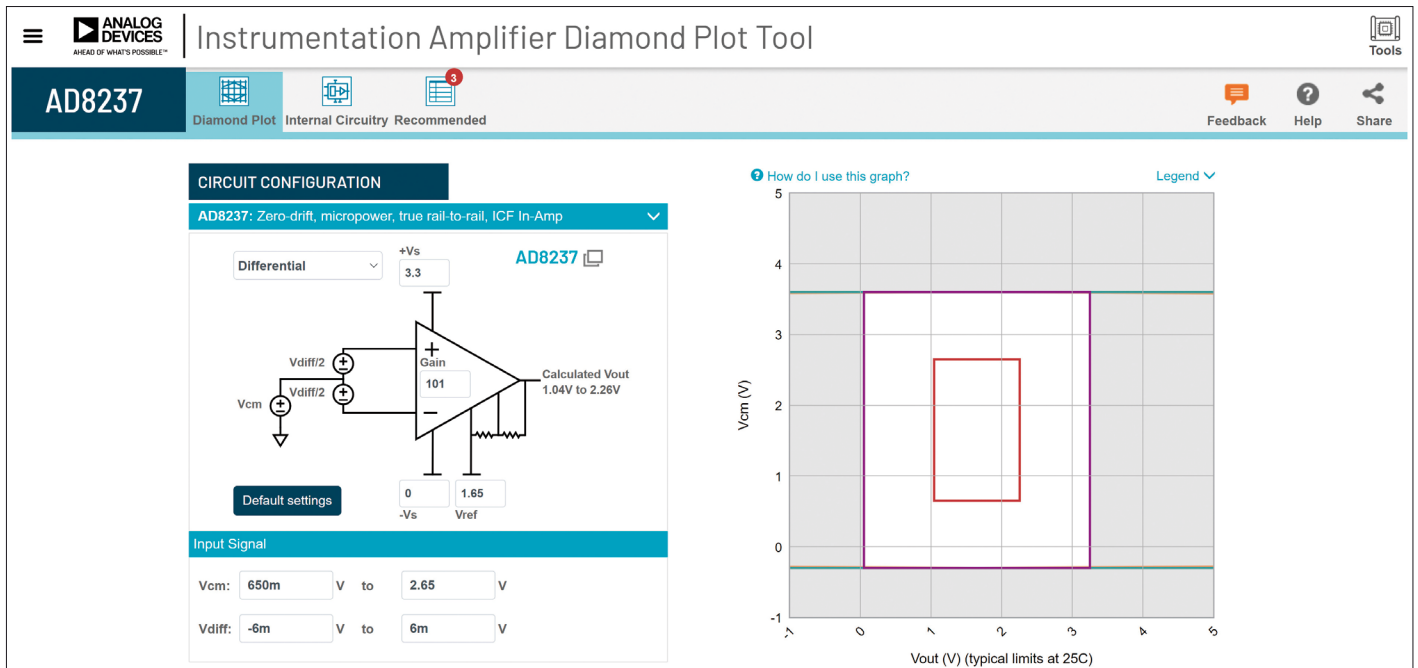 ANALOG
DEVICES
AHEAD OF WHAT'S POSSIBLE™
Instrumentation Amplifier Diamond Plot Tool
Tools
AD8237
Diamond Plot
Internal Circuitry
3
Recommended
Feedback
Help
Share
CIRCUIT CONFIGURATION
AD8237: Zero-drift, micropower, true rail-to-rail, ICF In-Amp
Differential
+Vs
3.3
AD8237
Vdiff/2
Vdiff/2
Vcm
+
Gain
101
−
Calculated Vout
1.04V to 2.26V
Default settings
0
-Vs
1.65
Vref
Input Signal
Vcm: 650m V to 2.65 V
Vdiff: -6m V to 6m V
? How do I use this graph?
Legend
5
4
3
2
1
0
-1
Vcm (V)
-1 0 1 2 3 4 5
Vout (V) (typical limits at 25C)